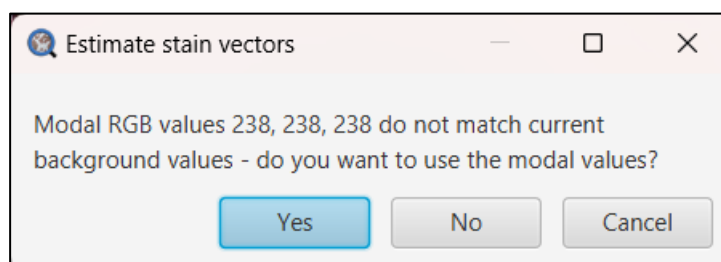 Estimate stain vectors
Modal RGB values 238, 238, 238 do not match current
background values - do you want to use the modal values?
Yes No Cancel